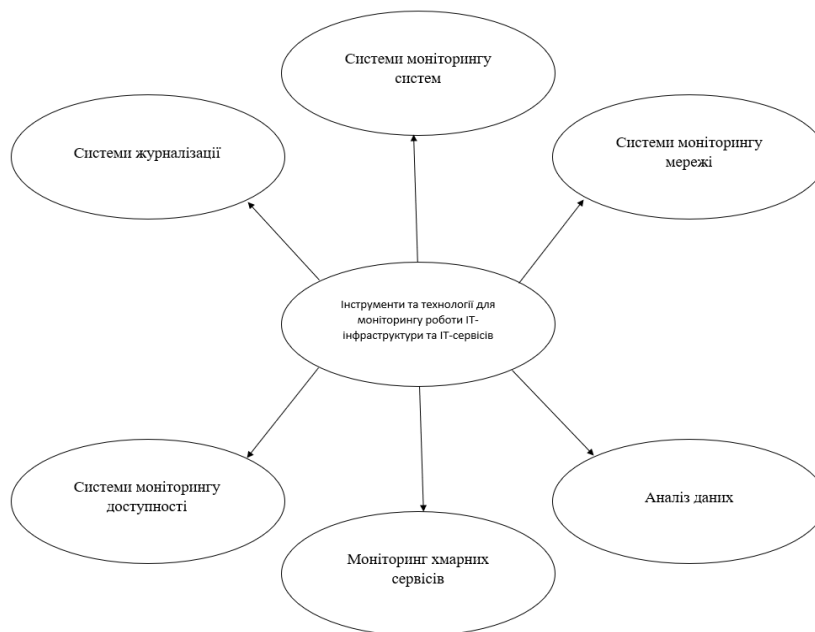 Системи моніторингу
систем
Системи журналізації
Системи моніторингу
мережі
Інструменти та технології для
моніторингу роботи ІТ-
інфраструктури та ІТ-сервісів
Системи моніторингу
доступності
Моніторинг хмарних
сервісів
Аналіз даних